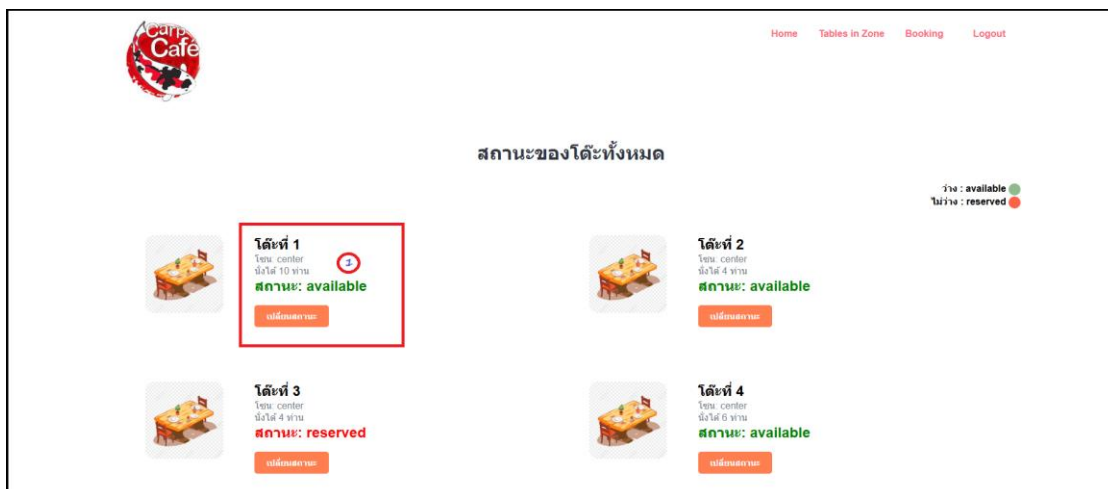 Carp
Cafe
Home Tables in Zone Booking Logout
สถานะของโต๊ะทั้งหมด
ว่าง : available
ไม่ว่าง : reserved
โต๊ะที่ 1
โซน: center
นั่งได้ 10 ท่าน
1
สถานะ: available
เปลี่ยนสถานะ
โต๊ะที่ 2
โซน: center
นั่งได้ 4 ท่าน
สถานะ: available
เปลี่ยนสถานะ
โต๊ะที่ 3
โซน: center
นั่งได้ 4 ท่าน
สถานะ: reserved
เปลี่ยนสถานะ
โต๊ะที่ 4
โซน: center
นั่งได้ 6 ท่าน
สถานะ: available
เปลี่ยนสถานะ